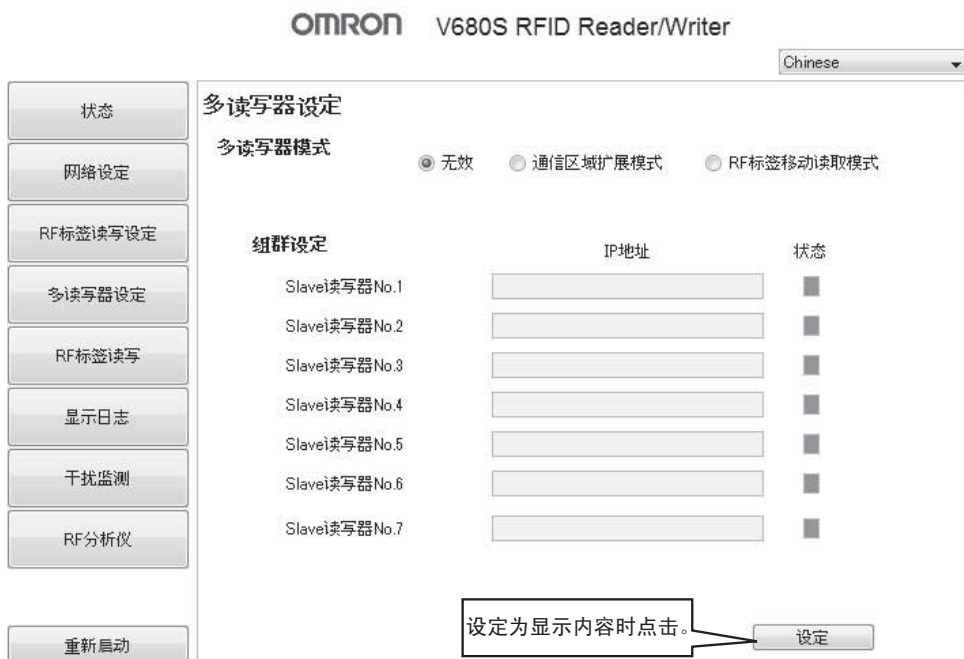 OMRON V680S RFID Reader/Writer
Chinese
状态
网络设定
RF标签读写设定
多读写器设定
RF标签读写
显示日志
干扰监测
RF分析仪
重新启动
多读写器设定
多读写器模式
无效 通信区域扩展模式 RF标签移动读取模式
组群设定 IP地址 状态
Slave读写器No.1
Slave读写器No.2
Slave读写器No.3
Slave读写器No.4
Slave读写器No.5
Slave读写器No.6
Slave读写器No.7
设定为显示内容时点击。
设定